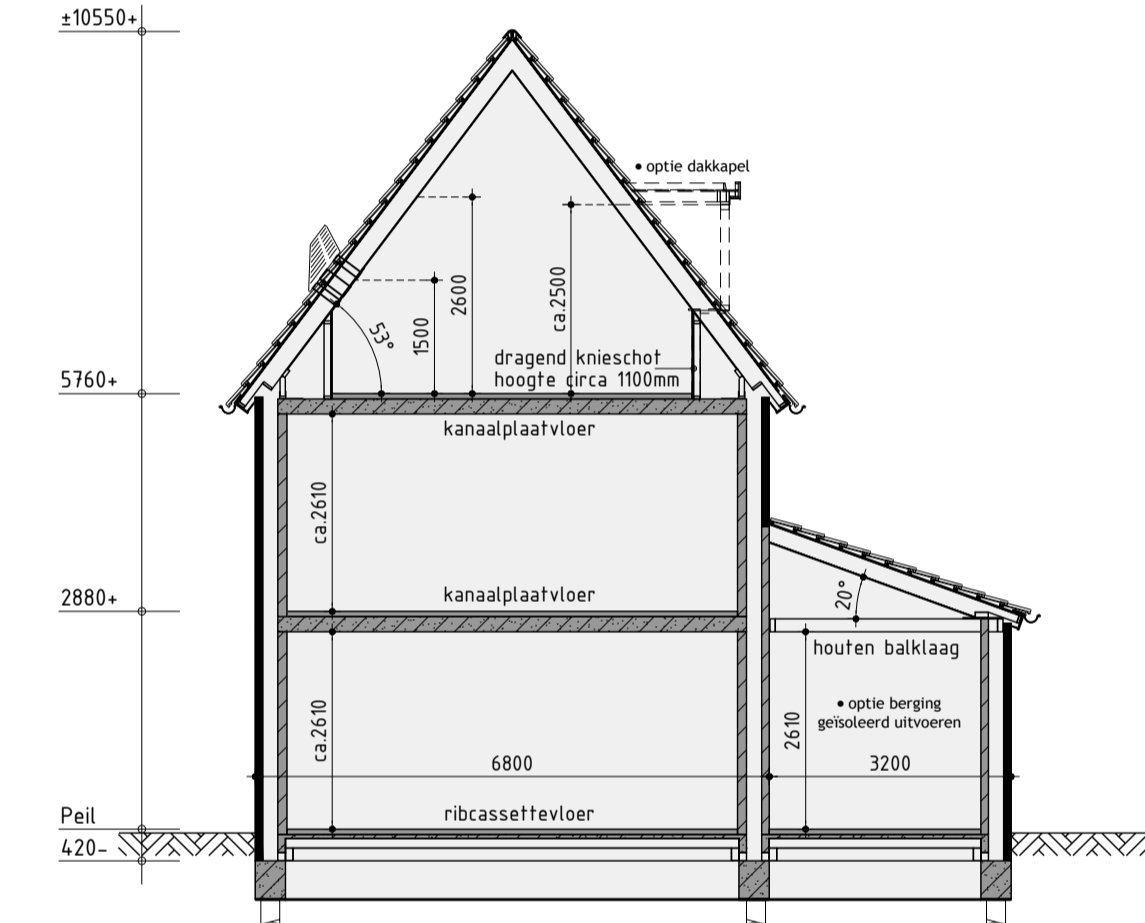 ±10550+
• optie dakkapel
2600
ca.2500
1500
53°
dragend knieschot
hoogte circa 1100mm
5760+
kanaalplaatvloer
ca.2610
kanaalplaatvloer
2880+
20°
houten balklaag
• optie berging
geïsoleerd uitvoeren
ca.2610
2610
6800
3200
ribcassettevloer
Peil
420-